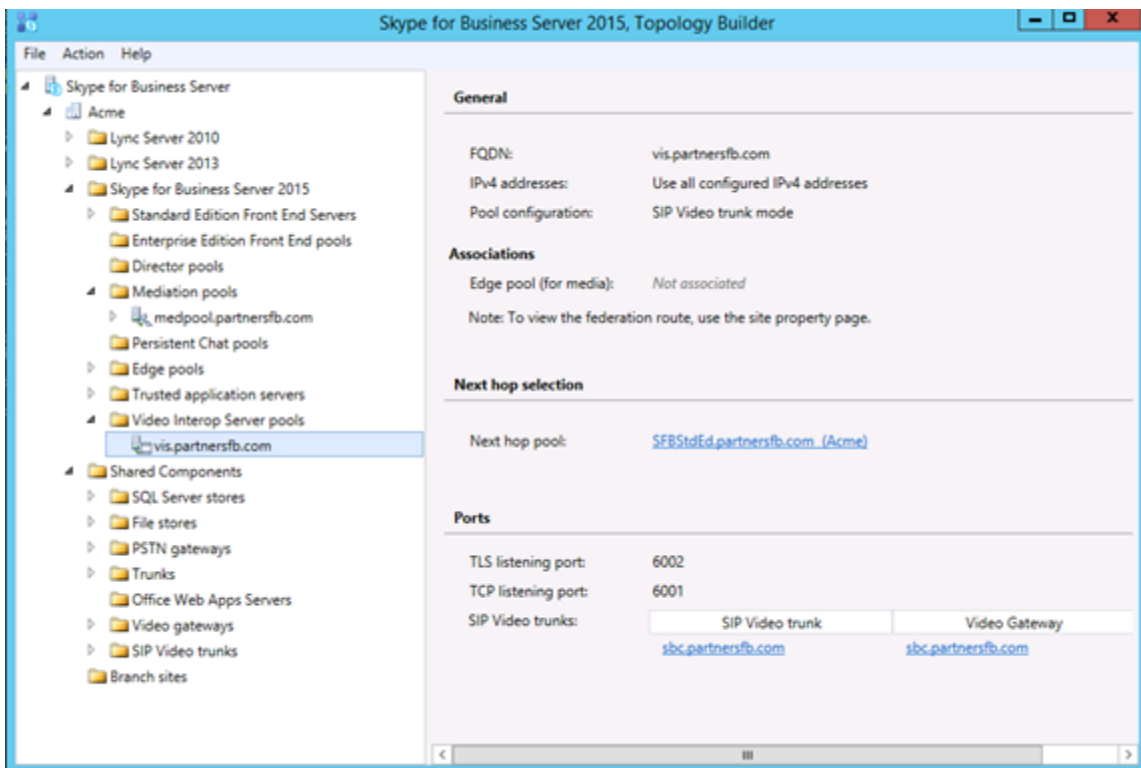 Skype for Business Server 2015, Topology Builder
File Action Help
Skype for Business Server
Acme
Lync Server 2010
Lync Server 2013
Skype for Business Server 2015
Standard Edition Front End Servers
Enterprise Edition Front End pools
Director pools
Mediation pools
medpool.partnersfb.com
Persistent Chat pools
Edge pools
Trusted application servers
Video Interop Server pools
vis.partnersfb.com
Shared Components
SQL Server stores
File stores
PSTN gateways
Trunks
Office Web Apps Servers
Video gateways
SIP Video trunks
Branch sites
General
FQDN: vis.partnersfb.com
IPv4 addresses: Use all configured IPv4 addresses
Pool configuration: SIP Video trunk mode
Associations
Edge pool (for media): Not associated
Note: To view the federation route, use the site property page.
Next hop selection
Next hop pool: SFBStdEd.partnersfb.com (Acme)
Ports
TLS listening port: 6002
TCP listening port: 6001
SIP Video trunks: SIP Video trunk Video Gateway
sbc.partnersfb.com sbc.partnersfb.com